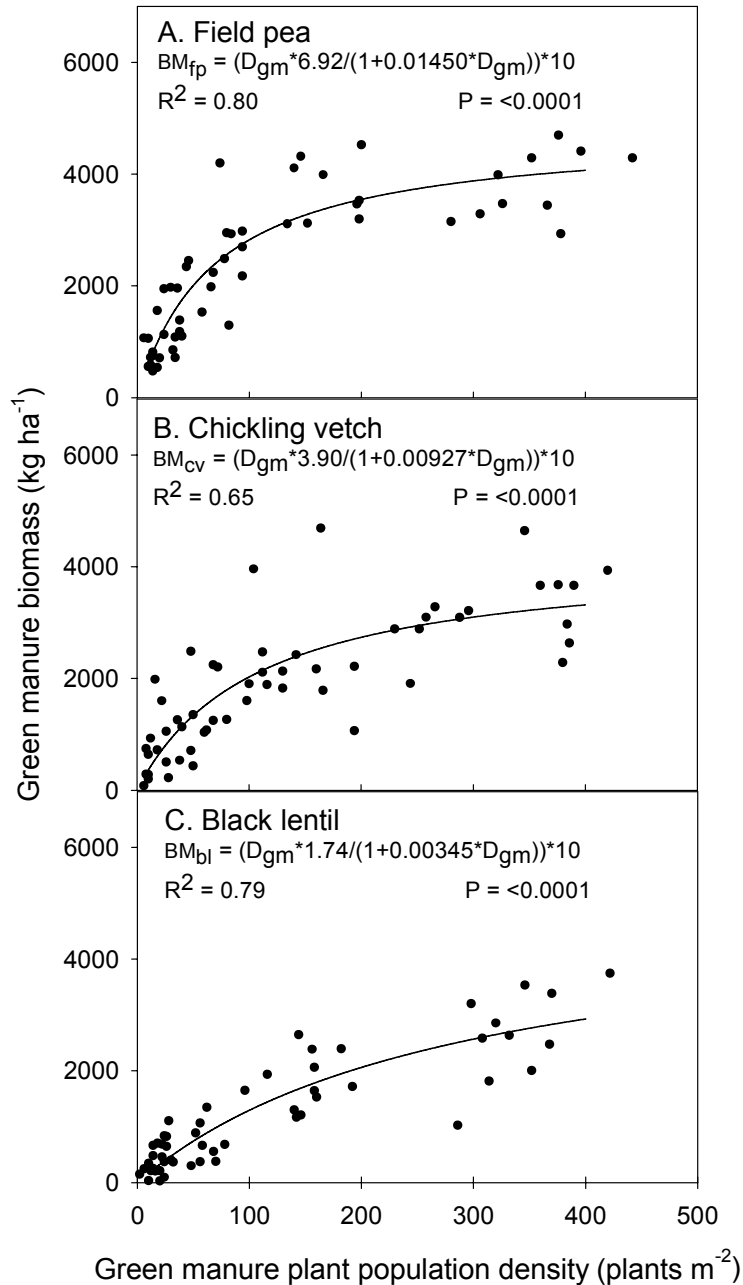 A. Field pea
BMfp = (Dgm*6.92/(1+0.01450*Dgm))*10
R2 = 0.80 P = <0.0001
6000
4000
2000
0
B. Chickling vetch
BMcv = (Dgm*3.90/(1+0.00927*Dgm))*10
R2 = 0.65 P = <0.0001
6000
4000
2000
0
C. Black lentil
BMbl = (Dgm*1.74/(1+0.00345*Dgm))*10
R2 = 0.79 P = <0.0001
6000
4000
2000
0
0 100 200 300 400 500
Green manure biomass (kg ha-1)
Green manure plant population density (plants m-2)